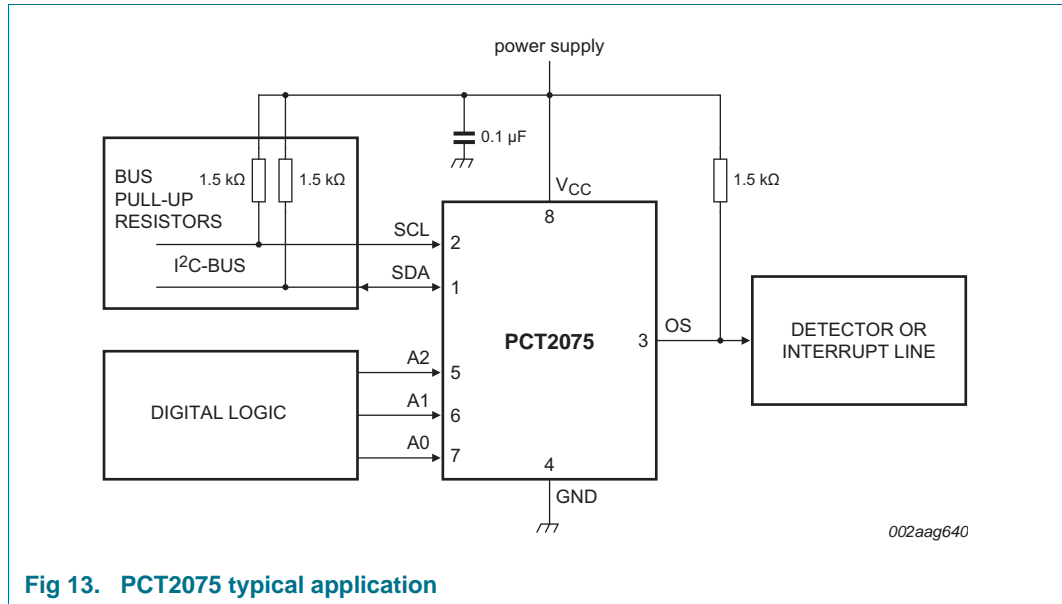 power supply
0.1 μF
BUS
PULL-UP
RESISTORS
1.5 kΩ
1.5 kΩ
1.5 kΩ
VCC
8
SCL
2
I2C-BUS
SDA
1
PCT2075
3
OS
DETECTOR OR
INTERRUPT LINE
DIGITAL LOGIC
A2
5
A1
6
A0
7
4
GND
002aag640
Fig 13. PCT2075 typical application